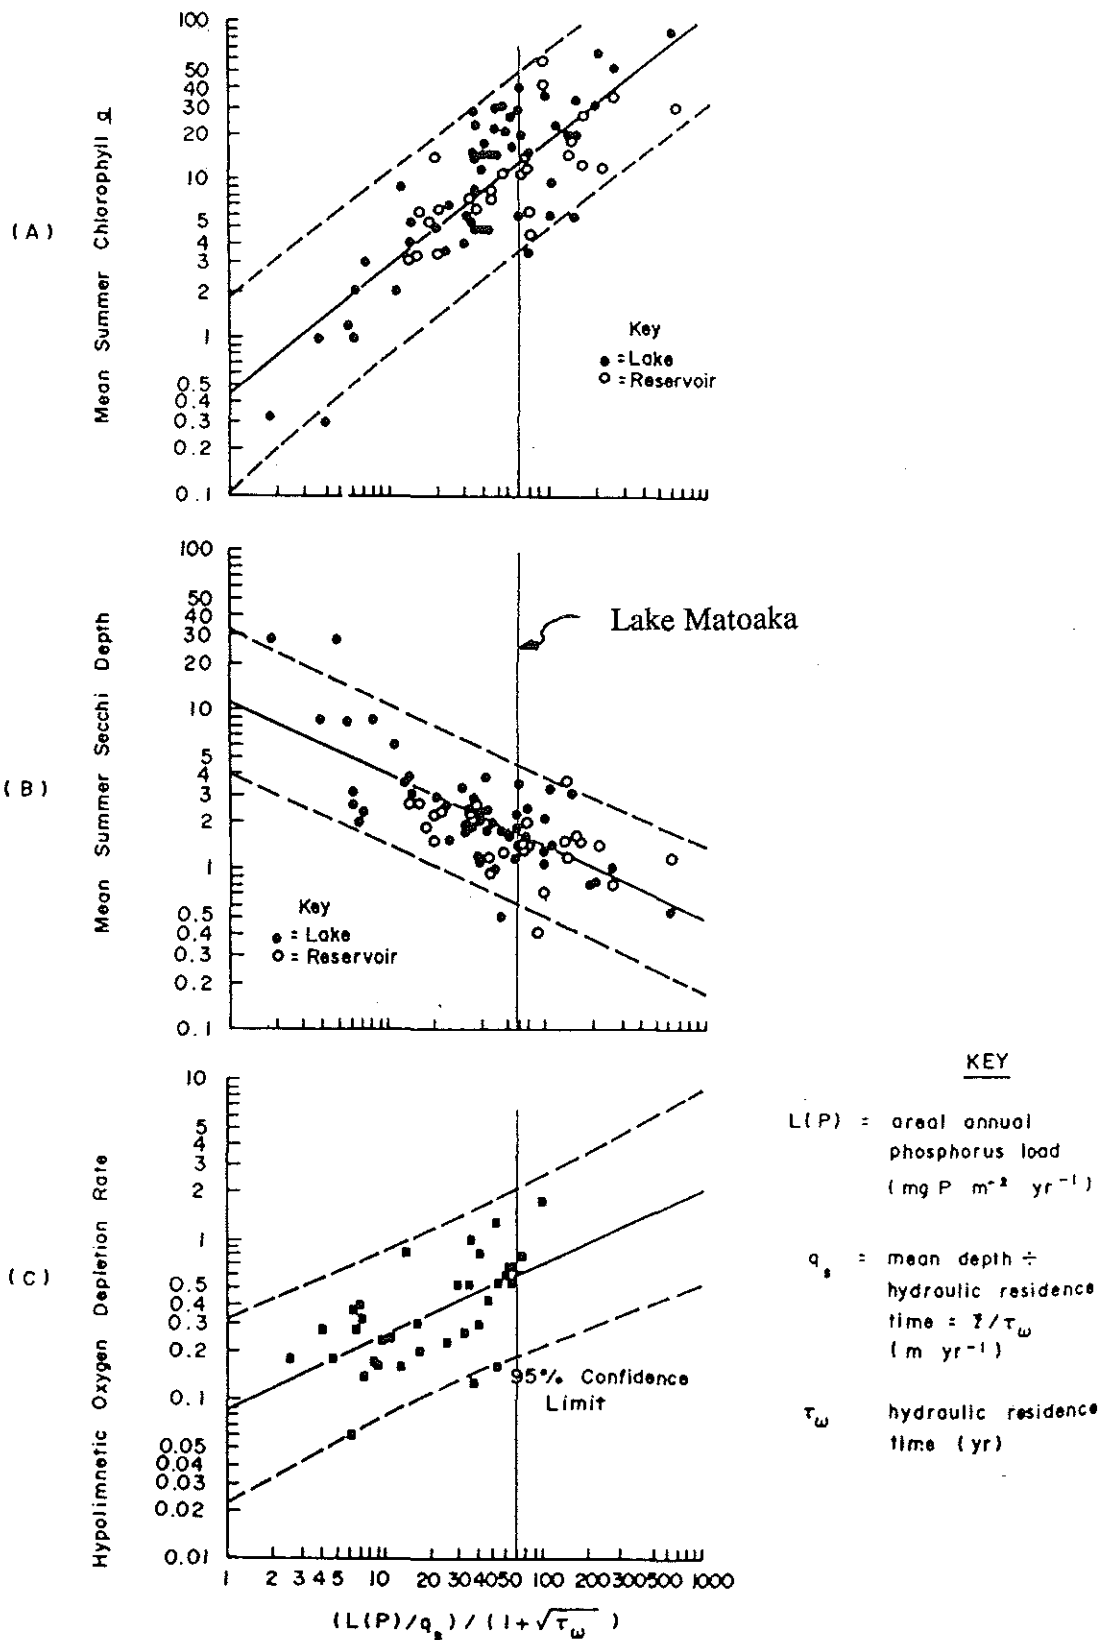 (A)
Mean Summer Chlorophyll a
100
50
40
30
20
10
5
4
3
2
1
0.5
0.4
0.3
0.2
0.1
Key
= Lake
= Reservoir
(B)
Mean Summer Secchi Depth
100
50
40
30
20
10
5
4
3
2
1
0.5
0.4
0.3
0.2
0.1
Lake Matoaka
Key
= Lake
= Reservoir
(C)
Hypolimnetic Oxygen Depletion Rate
10
5
4
3
2
1
0.5
0.4
0.3
0.2
0.1
0.05
0.04
0.03
0.02
0.01
95% Confidence
Limit
1 2 3 4 5 10 20 30 40 50 100 200 300 500 1000
(L(P)/qs) / (1+√τω)
KEY
L(P) = areal annual
phosphorus load
(mg P m⁻² yr⁻¹)
qs = mean depth ÷
hydraulic residence
time = z̄/τω
(m yr⁻¹)
τω hydraulic residence
time (yr)